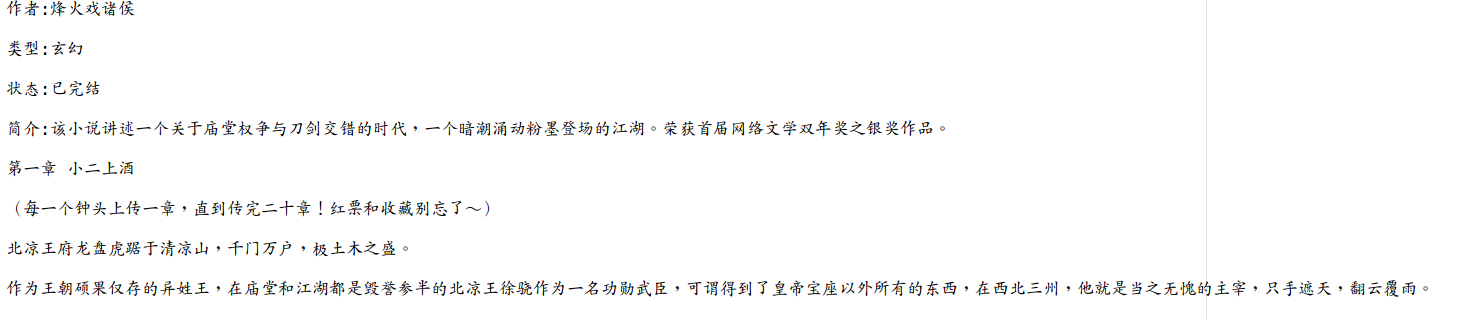 作者:烽火戏诸侯
类型:玄幻
状态:已完结
简介:该小说讲述一个关于庙堂权争与刀剑交错的时代，一个暗潮涌动粉墨登场的江湖。荣获首届网络文学双年奖之银奖作品。
第一章 小二上酒
（每一个钟头上传一章，直到传完二十章！红票和收藏别忘了～）
北凉王府龙盘虎踞于清凉山，千门万户，极土木之盛。
作为王朝硕果仅存的异姓王，在庙堂和江湖都是毁誉参半的北凉王徐骁作为一名功勋武臣，可谓得到了皇帝宝座以外所有的东西，在西北三州，他就是当之无愧的主宰，只手遮天，翻云覆雨。